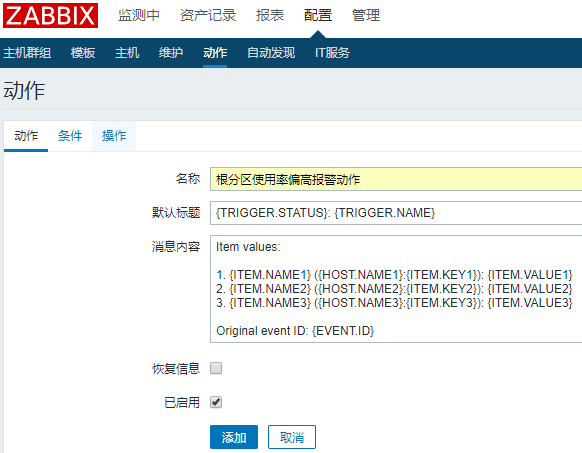 ZABBIX 监测中 资产记录 报表 配置 管理
主机群组 模板 主机 维护 动作 自动发现 IT服务
动作
动作 条件 操作
名称 根分区使用率偏高报警动作
默认标题 {TRIGGER.STATUS}: {TRIGGER.NAME}
消息内容 Item values:
1. {ITEM.NAME1} ({HOST.NAME1}:{ITEM.KEY1}): {ITEM.VALUE1}
2. {ITEM.NAME2} ({HOST.NAME2}:{ITEM.KEY2}): {ITEM.VALUE2}
3. {ITEM.NAME3} ({HOST.NAME3}:{ITEM.KEY3}): {ITEM.VALUE3}
Original event ID: {EVENT.ID}
恢复信息
已启用
添加 取消